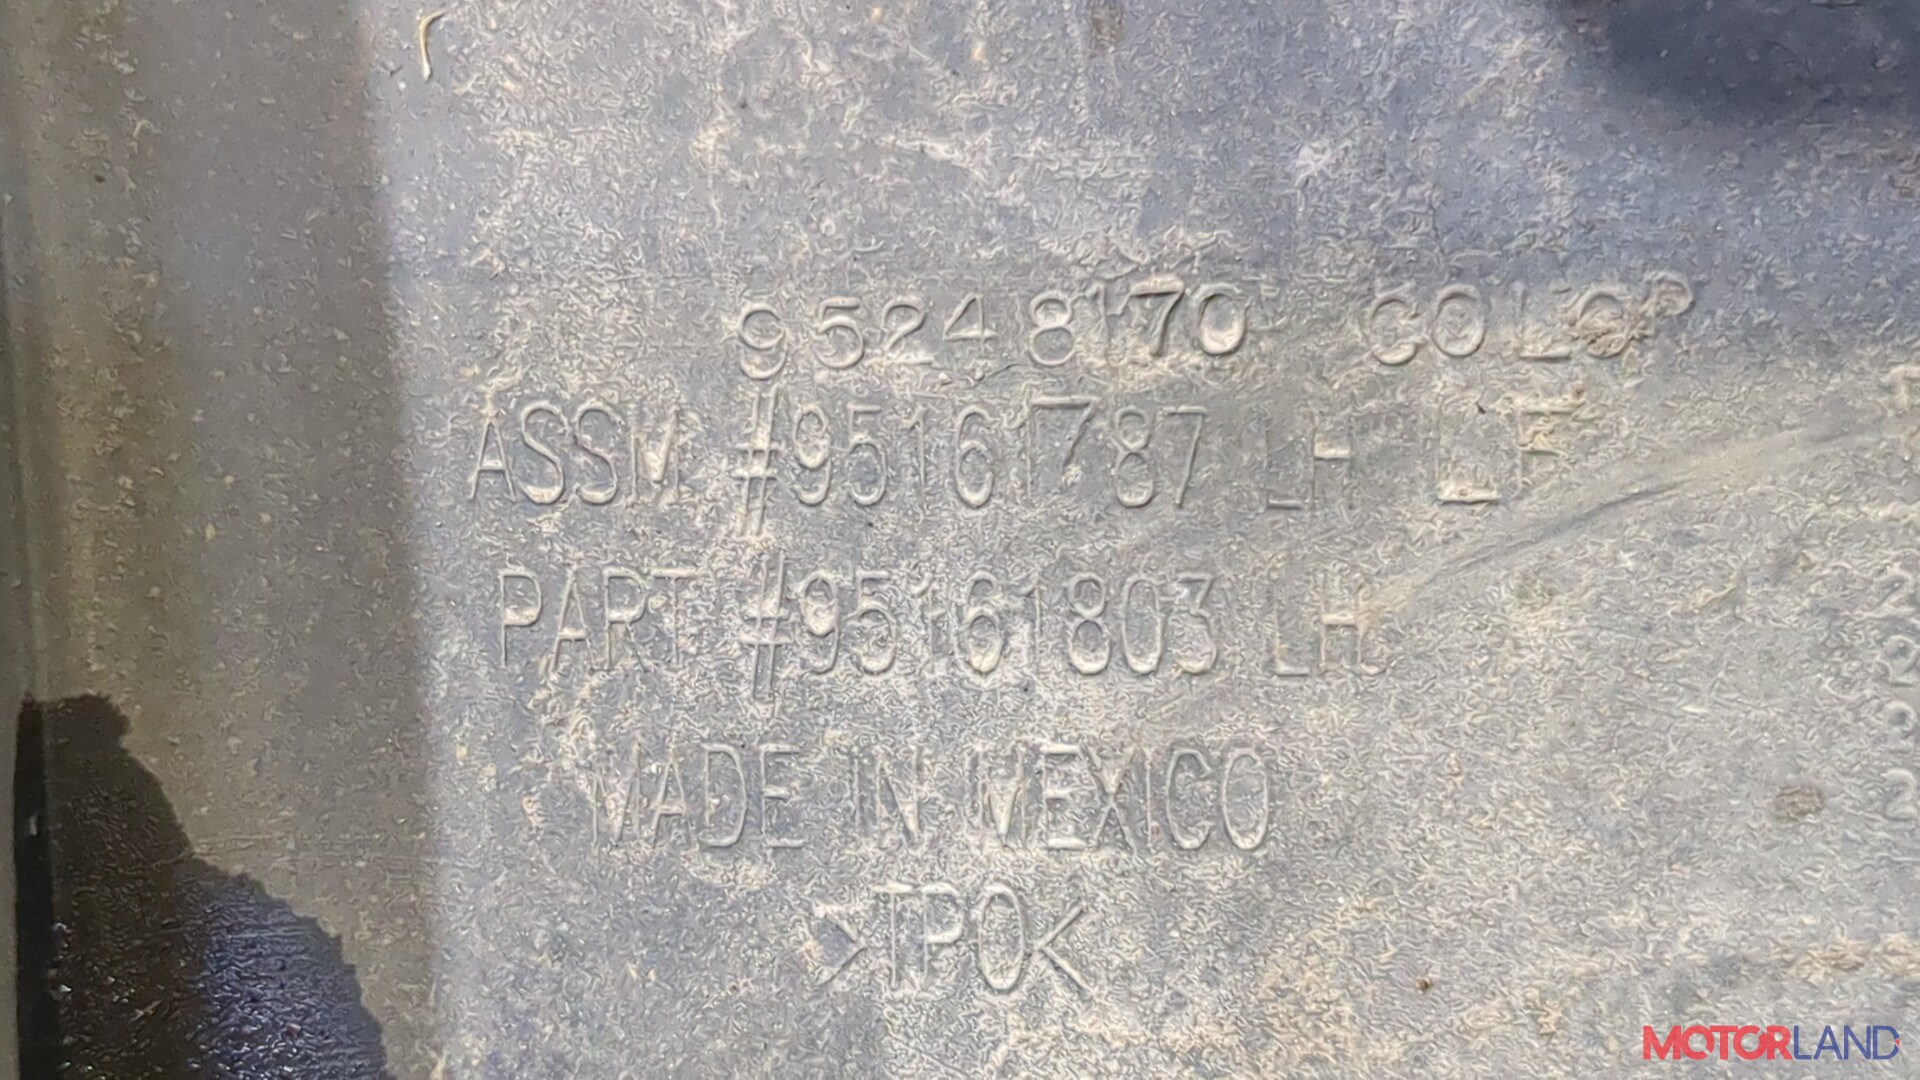 95248170 COLOR
ASSM #95161787 LH LF
PART #95161803 LH
MADE IN MEXICO
>TPO<
MOTORLAND